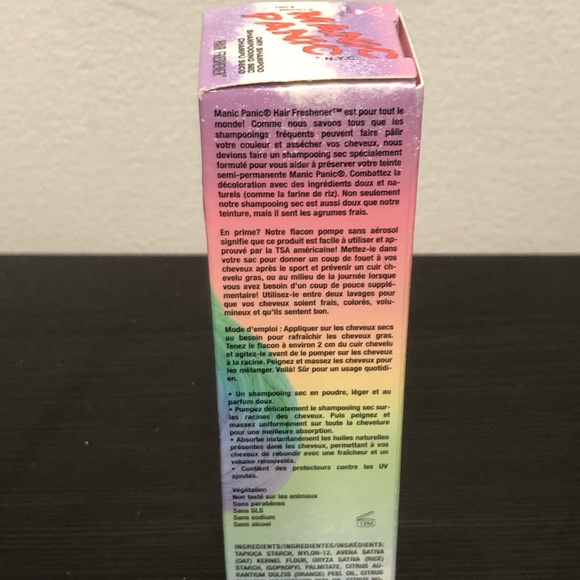 MANIC
PANIC
N.Y.C.
DRY SHAMPOO
SHAMPOOING SEC
CHAMPÚ SECO
HAIR FRESHENER™
Manic Panic® Hair Freshener™ est pour tout le
monde! Comme nous savons tous que les
shampooings fréquents peuvent faire pâlir
votre couleur et assécher vos cheveux, nous
devions faire un shampooing sec spécialement
formulé pour vous aider à préserver votre teinte
semi-permanente Manic Panic®. Combattez la
décoloration avec des ingrédients doux et na-
turels (comme la farine de riz). Non seulement
notre shampooing sec est aussi doux que notre
teinture, mais il sent les agrumes frais.
En prime? Notre flacon pompe sans aérosol
signifie que ce produit est facile à utiliser et ap-
prouvé par la TSA américaine! Mettez-le dans
votre sac pour donner un coup de fouet à vos
cheveux après le sport et prévenir un cuir ch-
evelu gras, ou au milieu de la journée lorsque
vous avez besoin d'un coup de pouce supplé-
mentaire! Utilisez-le entre deux lavages pour
que vos cheveux soient frais, colorés, volu-
mineux et qu'ils sentent bon.
Mode d'emploi : Appliquer sur les cheveux secs
au besoin pour rafraîchir les cheveux gras.
Tenez le flacon à environ 2 cm du cuir chevelu
et agitez-le avant de le pomper sur les cheveux
à la racine. Peignez et massez les cheveux pour
les mélanger. Voilà! Sûr pour un usage quotidi-
en.
• Un shampooing sec en poudre, léger et au
parfum doux.
• Pompez délicatement le shampooing sec sur-
les racines des cheveux. Puis peignez et
massez uniformément sur toute la chevelure
pour une meilleure absorption.
• Absorbe instantanément les huiles naturelles
présentes dans les cheveux, permettant à vos
cheveux de rebondir avec une fraîcheur et un
volume renouvelés.
• Contient des protecteurs contre les UV
ajoutés.
Végétalien
Non testé sur les animaux
Sans parabènes
Sans SLS
Sans sodium
Sans alcool
12M
INGREDIENTS/INGREDIENTES/INGRÉDIENTS:
TAPIOCA STARCH, NYLON-12, AVENA SATIVA
(OAT) KERNEL FLOUR, ORYZA SATIVA (RICE)
STARCH, ISOPROPYL PALMITATE, CITRUS AU-
RANTIUM DULCIS (ORANGE) PEEL OIL, CITRUS